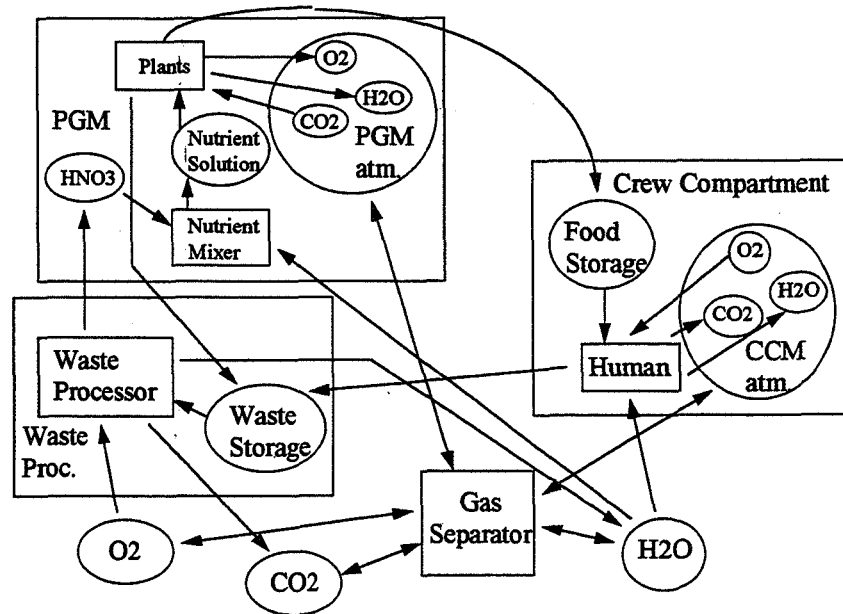 Plants
O2
H2O
CO2
PGM
PGM
atm.
Nutrient
Solution
HNO3
Nutrient
Mixer
Crew Compartment
Food
Storage
O2
H2O
CO2
CCM
atm.
Human
Waste
Processor
Waste
Storage
Waste
Proc.
Gas
Separator
O2
CO2
H2O